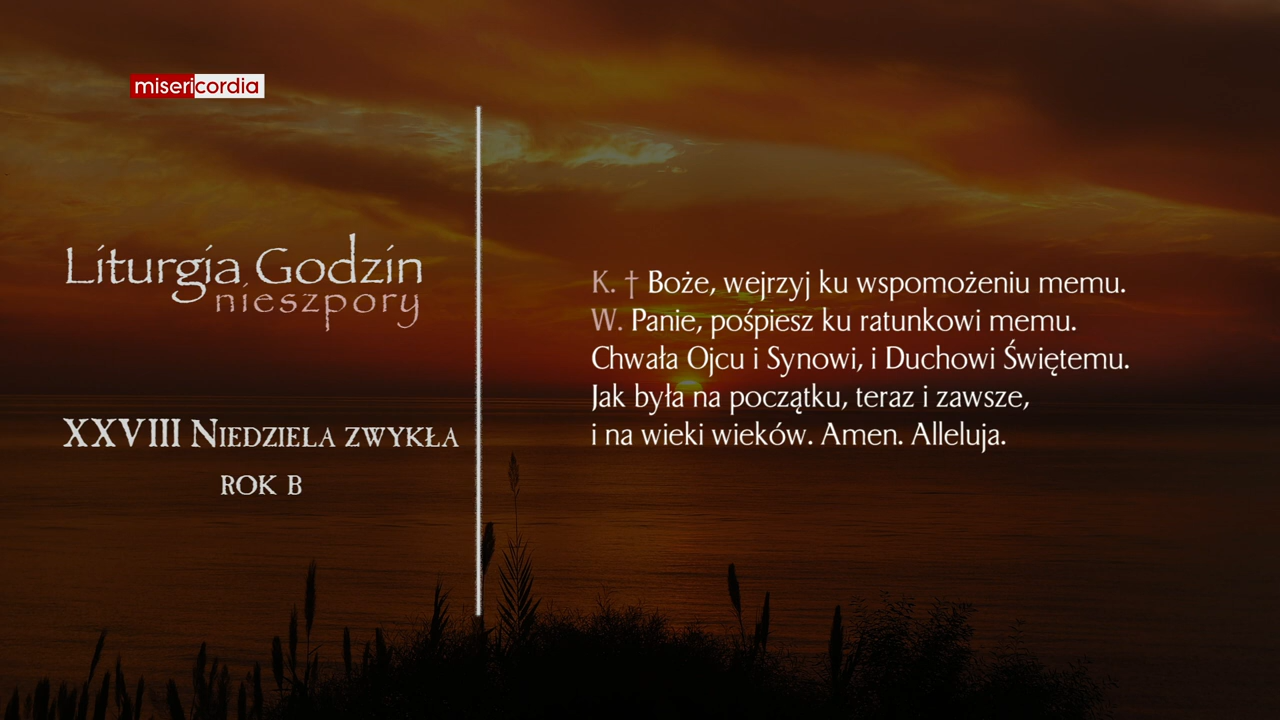 misericordia
Liturgia Godzin
nieszpory
XXVIII Niedziela zwykła
rok B
K. † Boże, wejrzyj ku wspomożeniu memu.
W. Panie, pośpiesz ku ratunkowi memu.
Chwała Ojcu i Synowi, i Duchowi Świętemu.
Jak była na początku, teraz i zawsze,
i na wieki wieków. Amen. Alleluja.